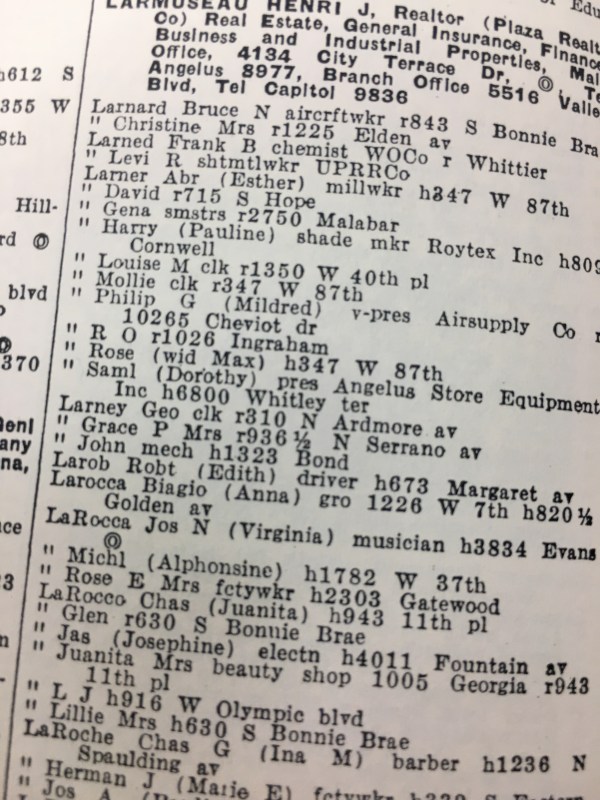 LARMUSEAU HENRI J, Realtor (Plaza Realt
Co) Real Estate, General Insurance, Finance
Business and Industrial Properties, Mai
Office, 4134 City Terrace Dr, ◎, Te
Angelus 8977, Branch Office 5516 Valle
Blvd, Tel Capitol 9836
Larnard Bruce N aircrftwkr r843 S Bonnie Bra
" Christine Mrs r1225 Elden av
Larned Frank B chemist WOCo r Whittier
" Levi R shtmtlwkr UPRRCo
Larner Abr (Esther) millwkr h347 W 87th
" David r715 S Hope
" Gena smstrs r2750 Malabar
" Harry (Pauline) shade mkr Roytex Inc h809
Cornwell
" Louise M clk r1350 W 40th pl
" Mollie clk r347 W 87th
" Philip G (Mildred) v-pres Airsupply Co r
10265 Cheviot dr
" R O r1026 Ingraham
" Rose (wid Max) h347 W 87th
" Saml (Dorothy) pres Angelus Store Equipment
Inc h6800 Whitley ter
Larney Geo clk r310 N Ardmore av
" Grace P Mrs r936½ N Serrano av
" John mech h1323 Bond
Larob Robt (Edith) driver h673 Margaret av
Larocca Biagio (Anna) gro 1226 W 7th h820½
Golden av
LaRocca Jos N (Virginia) musician h3834 Evans
◎
" Michl (Alphonsine) h1782 W 37th
" Rose E Mrs fctywkr h2303 Gatewood
LaRocco Chas (Juanita) h943 11th pl
" Glen r630 S Bonnie Brae
" Jas (Josephine) electn h4011 Fountain av
" Juanita Mrs beauty shop 1005 Georgia r943
11th pl
" L J h916 W Olympic blvd
" Lillie Mrs h630 S Bonnie Brae
LaRoche Chas G (Ina M) barber h1236 N
Spaulding av
" Herman J (Marie E) fctywkr h339 S Eastern
" Jos A
h612 S
355 W
8th
Hill-
rd ◎
blvd
370
any
na,